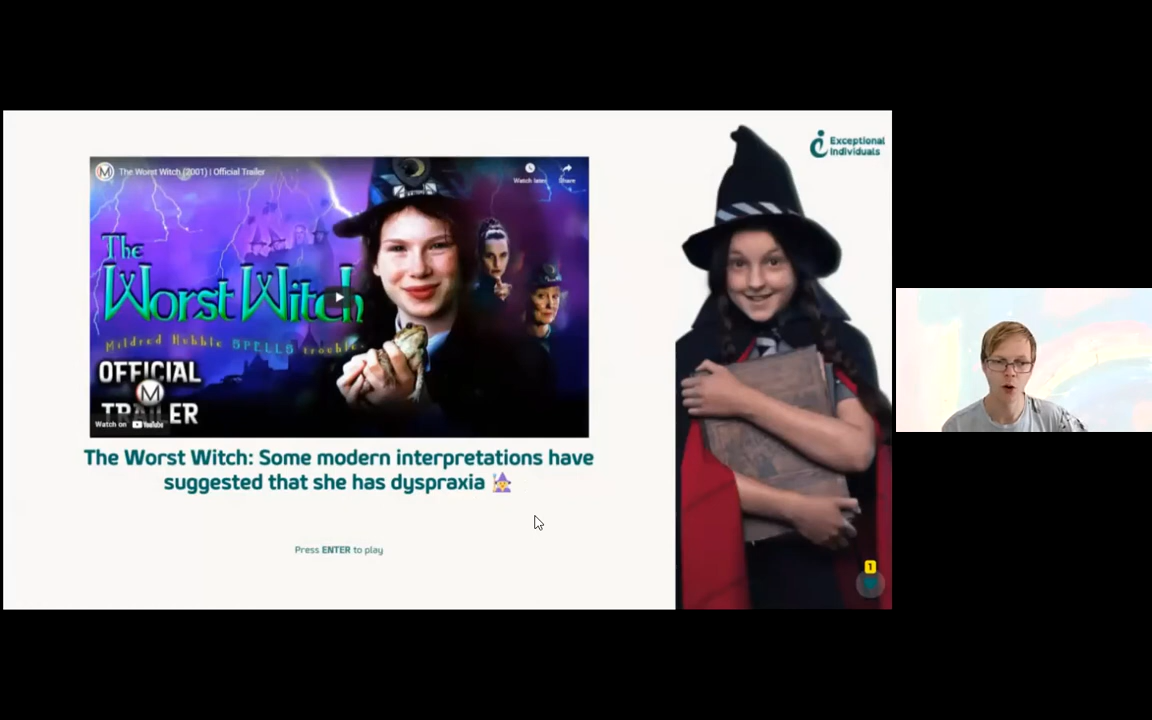 Exceptional
Individuals
The Worst Witch (2001) | Official Trailer
Watch later
Share
The
Worst Witch
Mildred Hubble SPELLS trouble
OFFICIAL
M
TRAILER
Watch on YouTube
The Worst Witch: Some modern interpretations have
suggested that she has dyspraxia 🧙‍♀️
Press ENTER to play
1